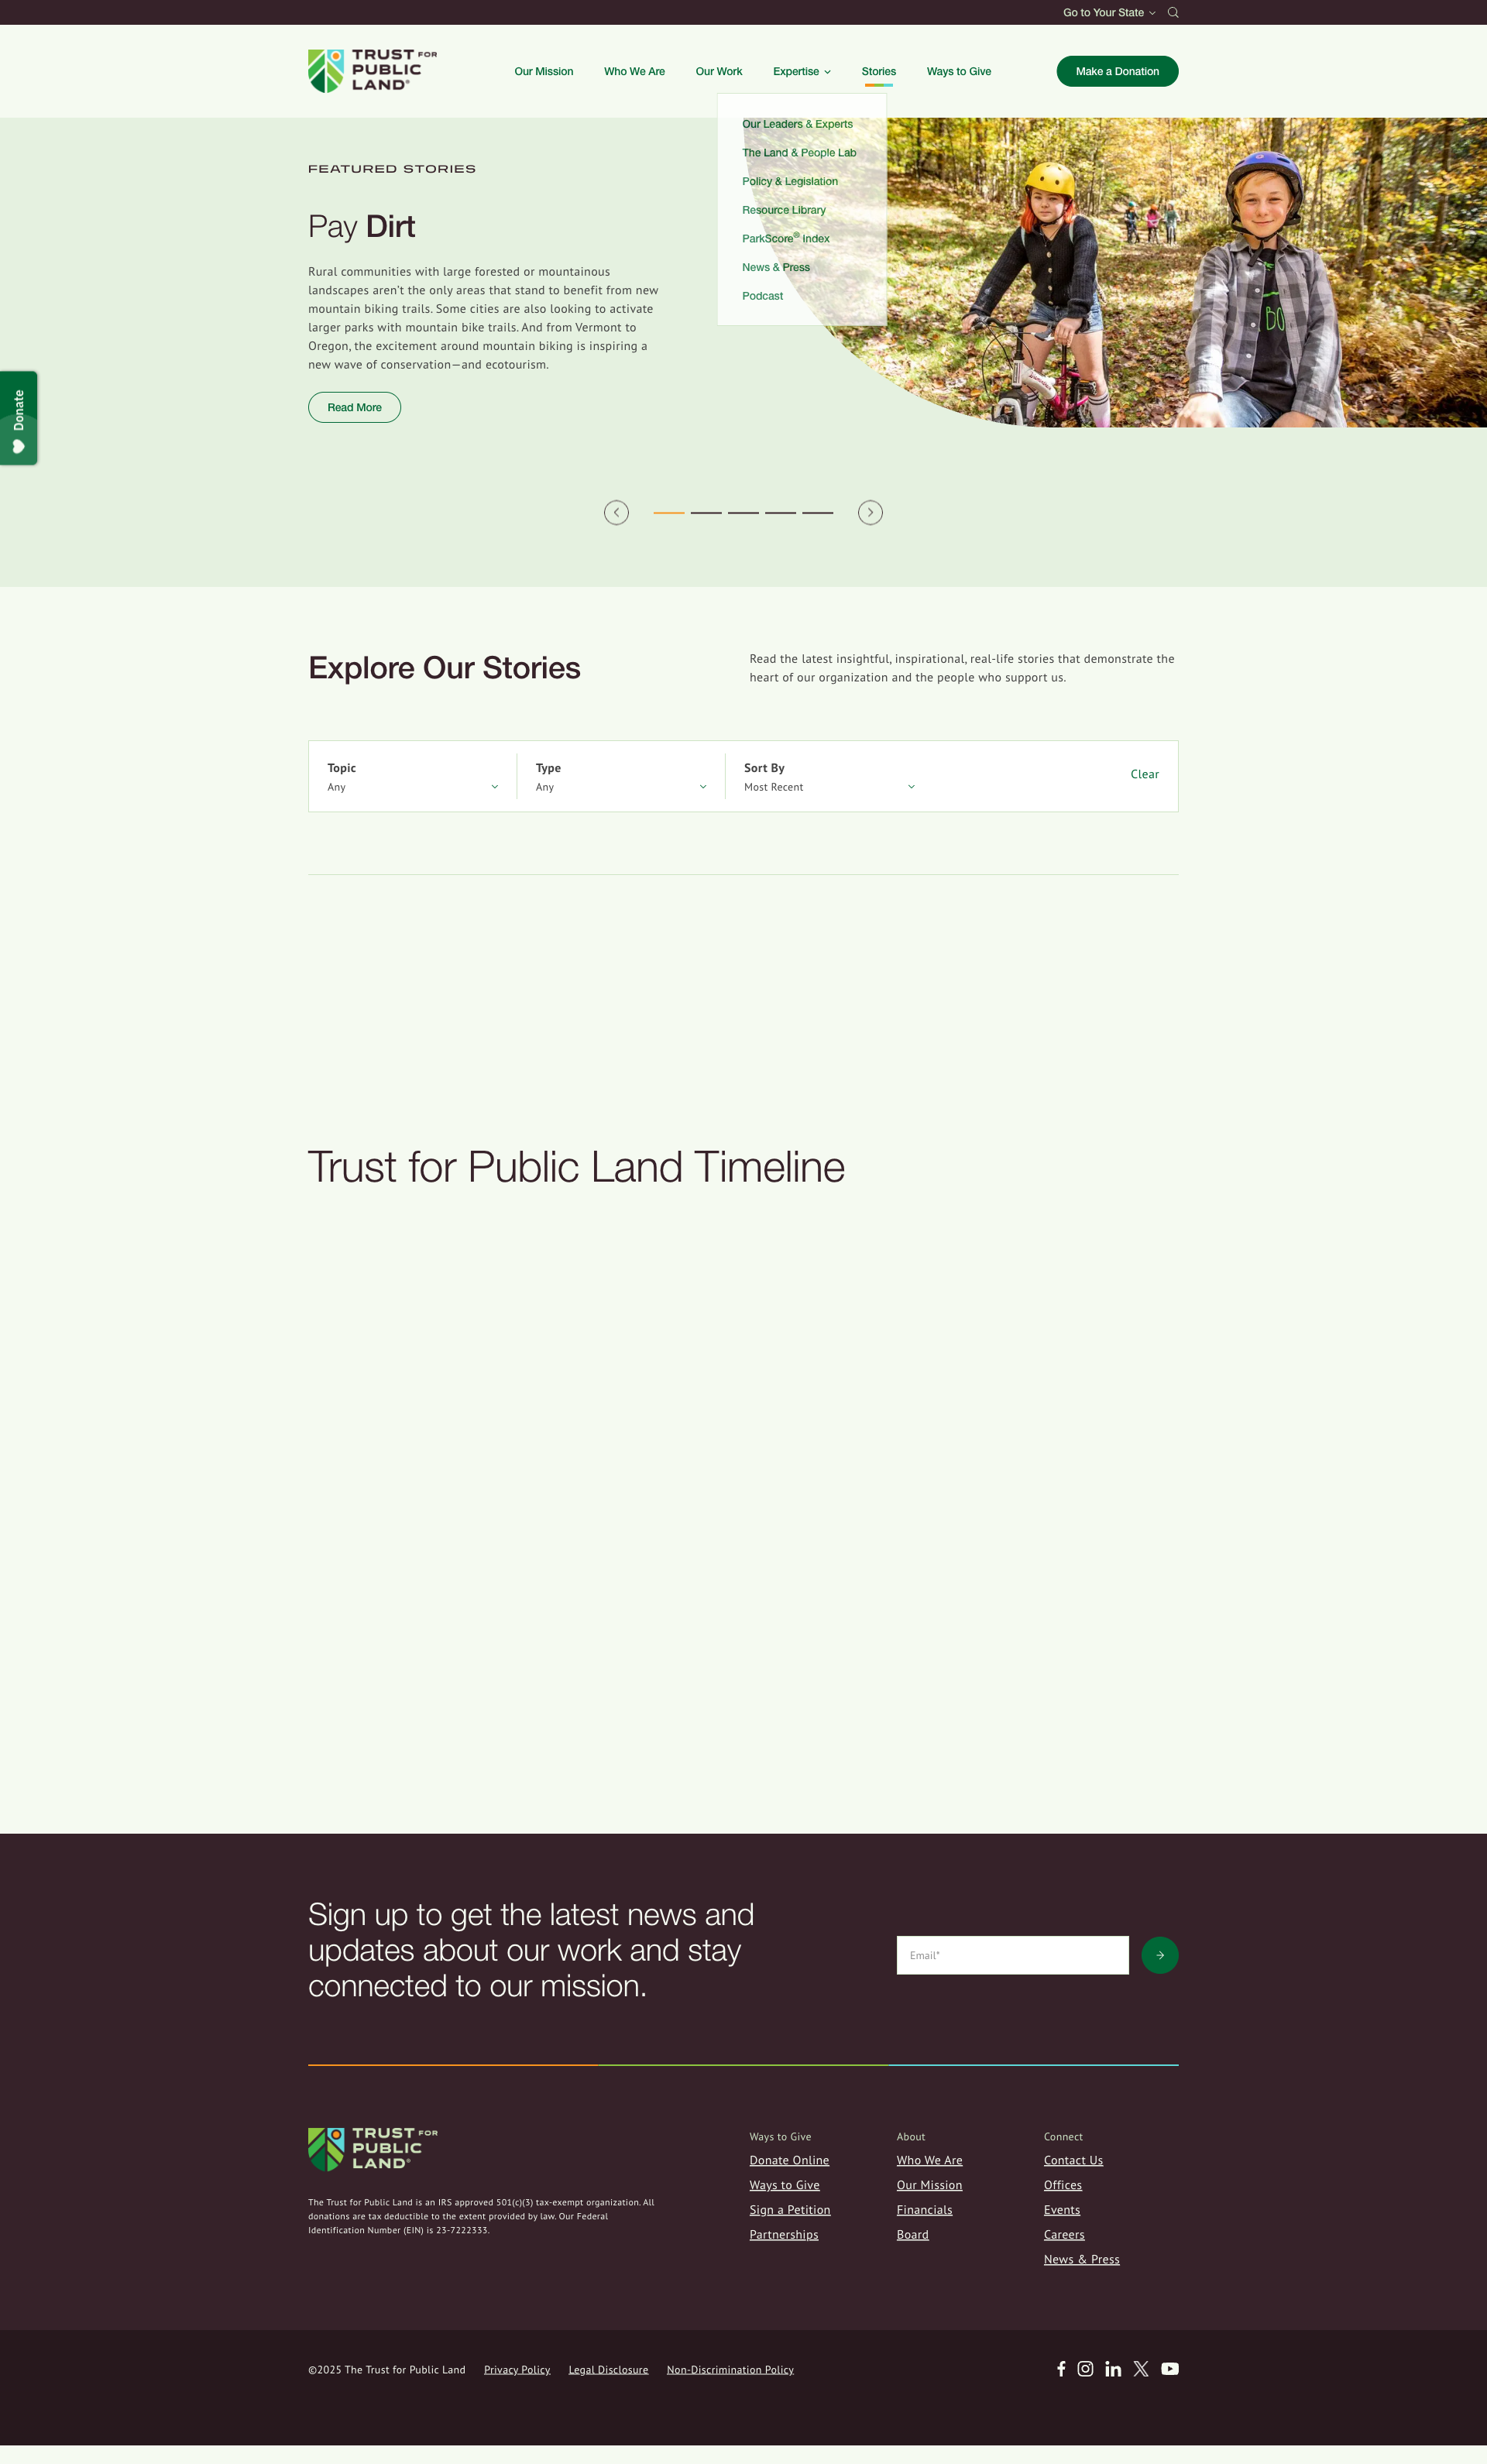 Go to Your State
TRUST FOR
PUBLIC
LAND®
Our Mission
Who We Are
Our Work
Expertise
Stories
Ways to Give
Make a Donation
Our Leaders & Experts
The Land & People Lab
Policy & Legislation
Resource Library
ParkScore® Index
News & Press
Podcast
FEATURED STORIES
Pay Dirt
Rural communities with large forested or mountainous
landscapes aren’t the only areas that stand to benefit from new
mountain biking trails. Some cities are also looking to activate
larger parks with mountain bike trails. And from Vermont to
Oregon, the excitement around mountain biking is inspiring a
new wave of conservation—and ecotourism.
Read More
Donate
Explore Our Stories
Read the latest insightful, inspirational, real-life stories that demonstrate the
heart of our organization and the people who support us.
Topic
Any
Type
Any
Sort By
Most Recent
Clear
Trust for Public Land Timeline
Sign up to get the latest news and
updates about our work and stay
connected to our mission.
Email*
TRUST FOR
PUBLIC
LAND®
The Trust for Public Land is an IRS approved 501(c)(3) tax-exempt organization. All
donations are tax deductible to the extent provided by law. Our Federal
Identification Number (EIN) is 23-7222333.
Ways to Give
Donate Online
Ways to Give
Sign a Petition
Partnerships
About
Who We Are
Our Mission
Financials
Board
Connect
Contact Us
Offices
Events
Careers
News & Press
©2025 The Trust for Public Land
Privacy Policy
Legal Disclosure
Non-Discrimination Policy